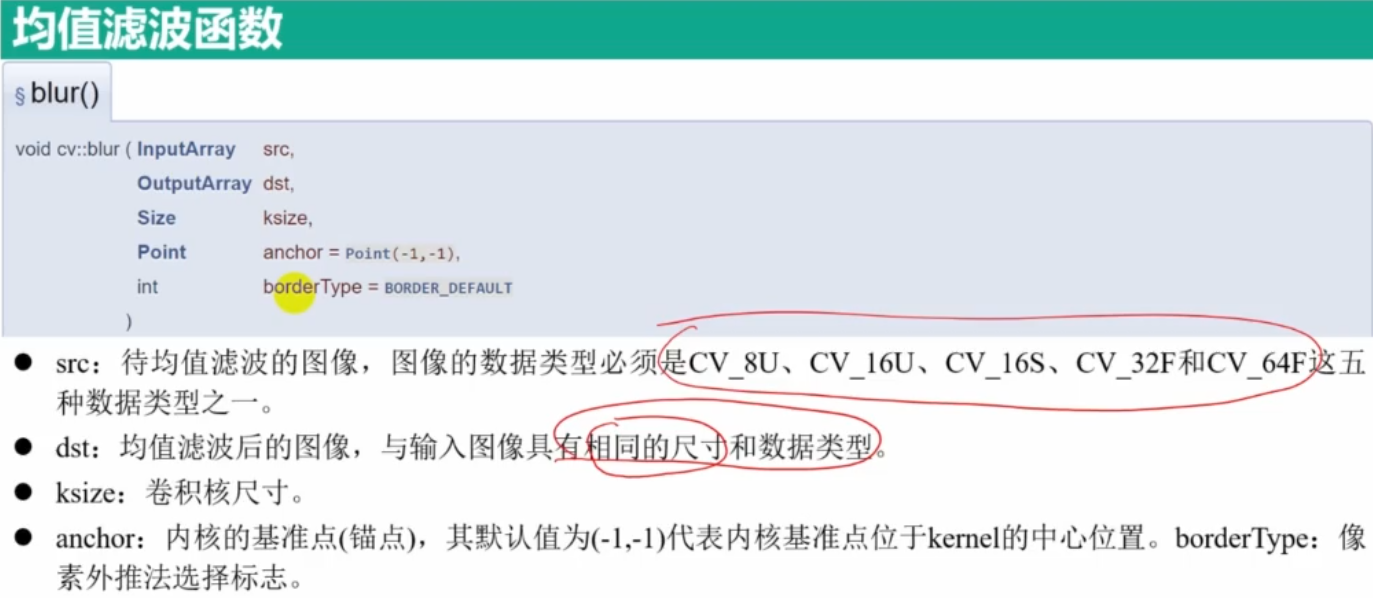 均值滤波函数
§ blur()
void cv::blur ( InputArray src,
OutputArray dst,
Size ksize,
Point anchor = Point(-1,-1),
int borderType = BORDER_DEFAULT
)
● src：待均值滤波的图像，图像的数据类型必须是CV_8U、CV_16U、CV_16S、CV_32F和CV_64F这五
种数据类型之一。
● dst：均值滤波后的图像，与输入图像具有相同的尺寸和数据类型。
● ksize：卷积核尺寸。
● anchor：内核的基准点(锚点)，其默认值为(-1,-1)代表内核基准点位于kernel的中心位置。borderType：像
素外推法选择标志。